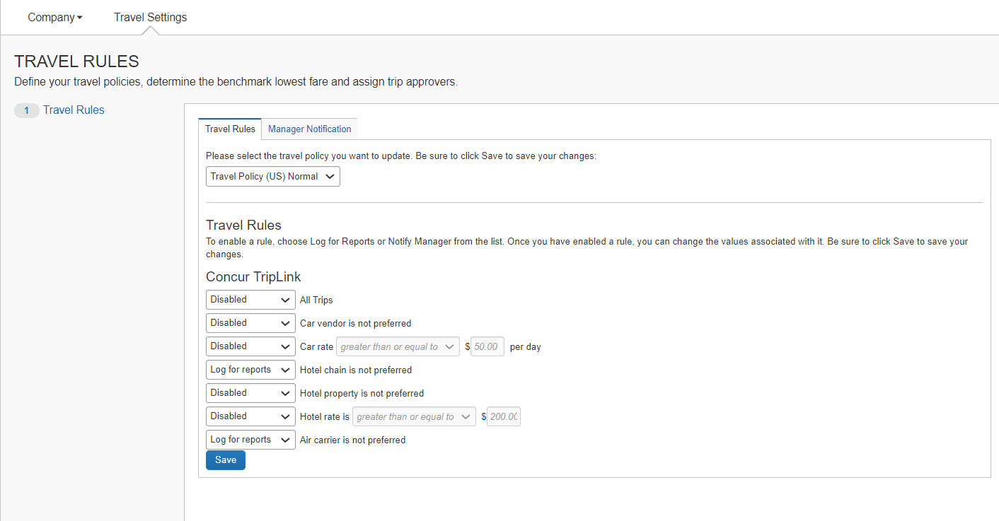 Company
Travel Settings
TRAVEL RULES
Define your travel policies, determine the benchmark lowest fare and assign trip approvers.
1 Travel Rules
Travel Rules Manager Notification
Please select the travel policy you want to update. Be sure to click Save to save your changes:
Travel Policy (US) Normal
Travel Rules
To enable a rule, choose Log for Reports or Notify Manager from the list. Once you have enabled a rule, you can change the values associated with it. Be sure to click Save to save your
changes.
Concur TripLink
Disabled All Trips
Disabled Car vendor is not preferred
Disabled Car rate greater than or equal to $ 50.00 per day
Log for reports Hotel chain is not preferred
Disabled Hotel property is not preferred
Disabled Hotel rate is greater than or equal to $ 200.00
Log for reports Air carrier is not preferred
Save